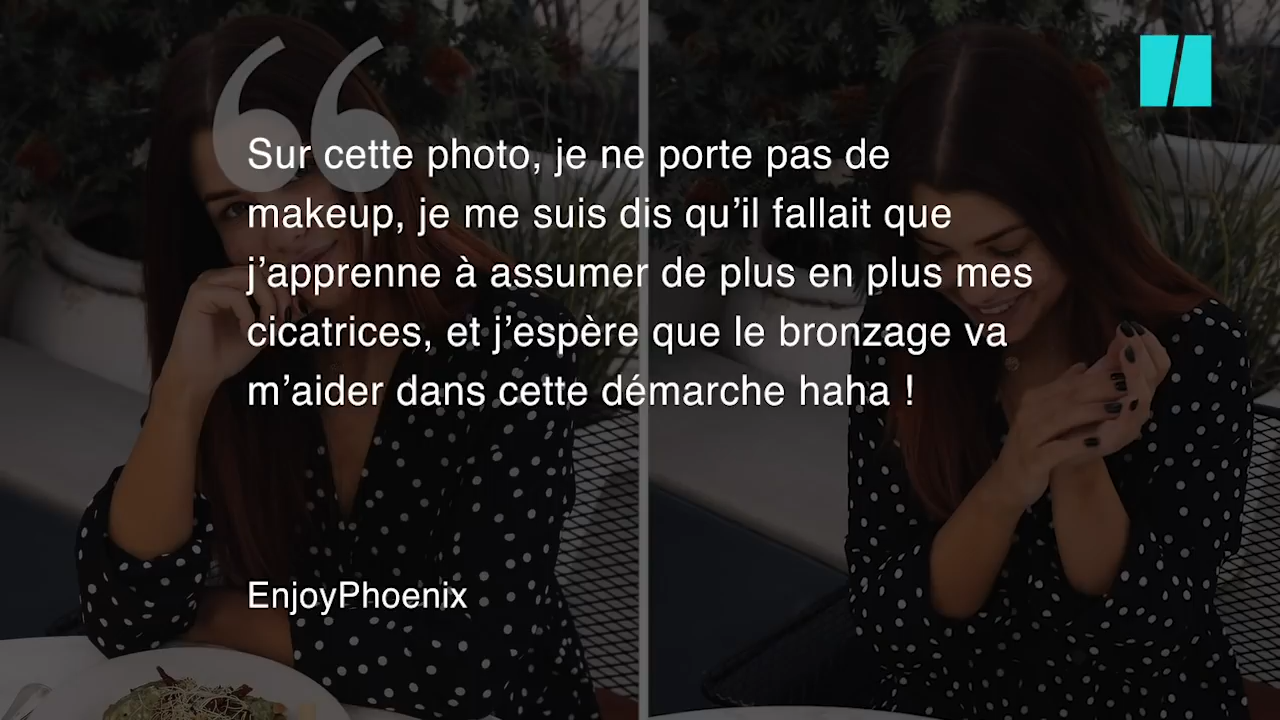 Sur cette photo, je ne porte pas de
makeup, je me suis dis qu’il fallait que
j’apprenne à assumer de plus en plus mes
cicatrices, et j’espère que le bronzage va
m’aider dans cette démarche haha !
EnjoyPhoenix